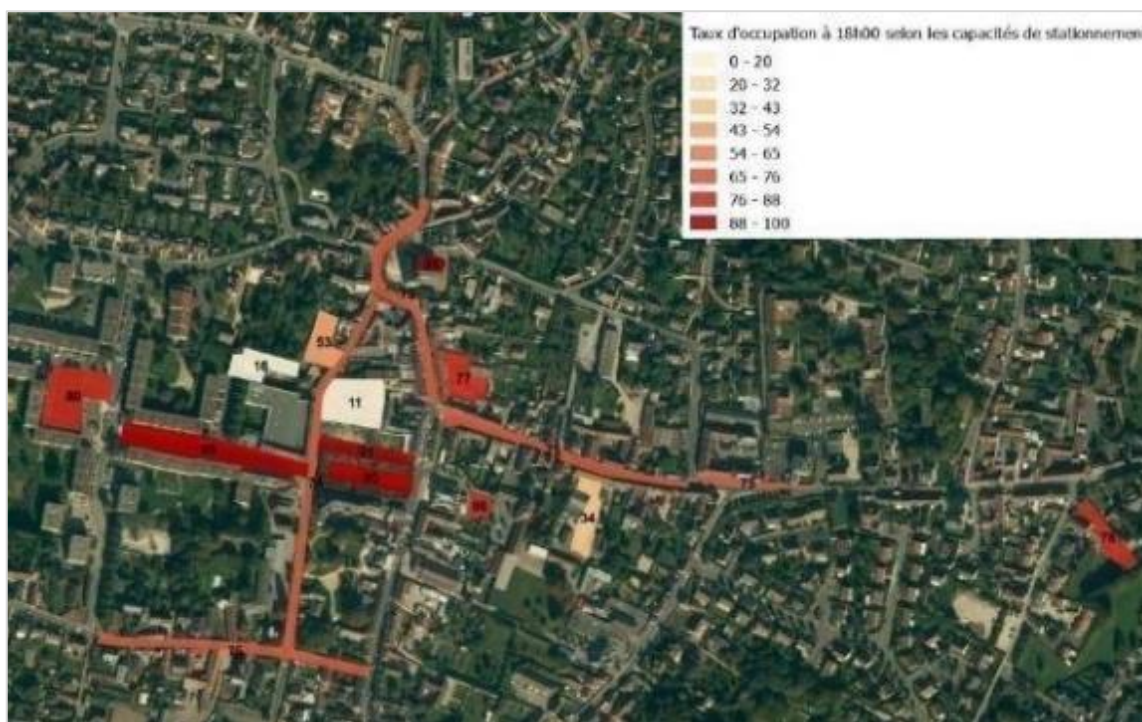 Taux d'occupation à 18h00 selon les capacités de stationnemen
0 - 20
20 - 32
32 - 43
43 - 54
54 - 65
65 - 76
76 - 88
88 - 100
53
16
77
80
11
34
78